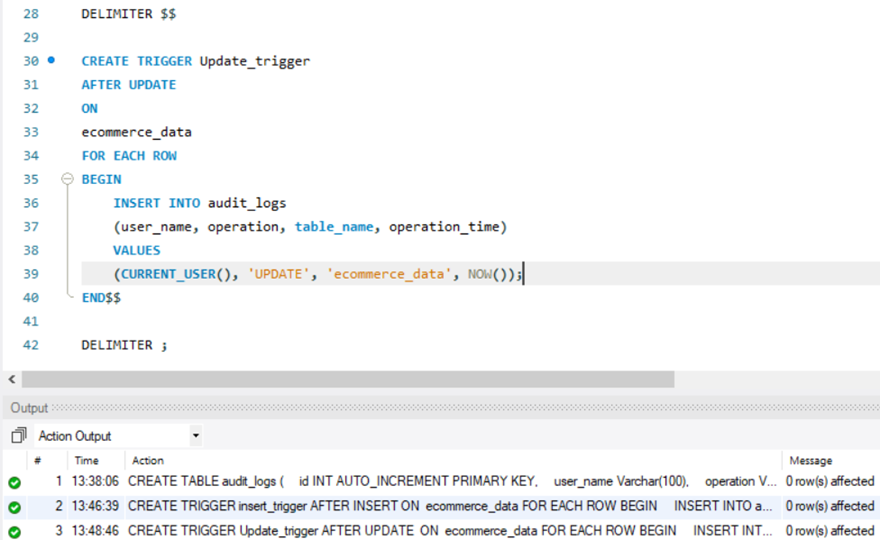 28 DELIMITER $$
29
30 CREATE TRIGGER Update_trigger
31 AFTER UPDATE
32 ON
33 ecommerce_data
34 FOR EACH ROW
35 BEGIN
36 INSERT INTO audit_logs
37 (user_name, operation, table_name, operation_time)
38 VALUES
39 (CURRENT_USER(), 'UPDATE', 'ecommerce_data', NOW());
40 END$$
41
42 DELIMITER ;
Output
Action Output
# Time Action Message
1 13:38:06 CREATE TABLE audit_logs ( id INT AUTO_INCREMENT PRIMARY KEY, user_name Varchar(100), operation V... 0 row(s) affected
2 13:46:39 CREATE TRIGGER insert_trigger AFTER INSERT ON ecommerce_data FOR EACH ROW BEGIN INSERT INTO a... 0 row(s) affected
3 13:48:46 CREATE TRIGGER Update_trigger AFTER UPDATE ON ecommerce_data FOR EACH ROW BEGIN INSERT INT... 0 row(s) affected